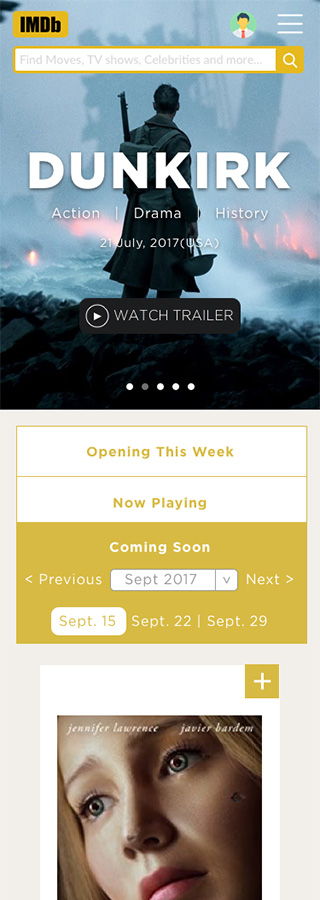 IMDb
Find Moves, TV shows, Celebrities and more...
DUNKIRK
Action | Drama | History
21 July, 2017(USA)
WATCH TRAILER
Opening This Week
Now Playing
Coming Soon
< Previous Sept 2017 v Next >
Sept. 15 Sept. 22 | Sept. 29
+
jennifer lawrence javier bardem